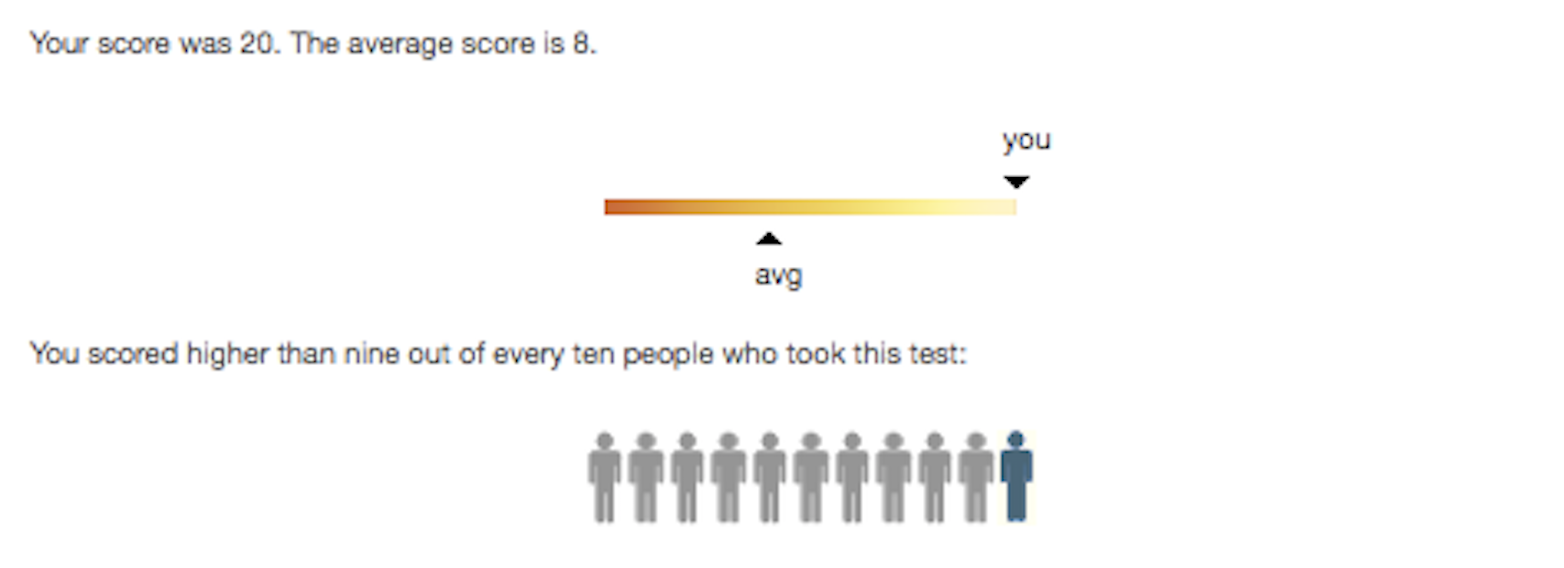 Your score was 20. The average score is 8.
you
avg
You scored higher than nine out of every ten people who took this test: